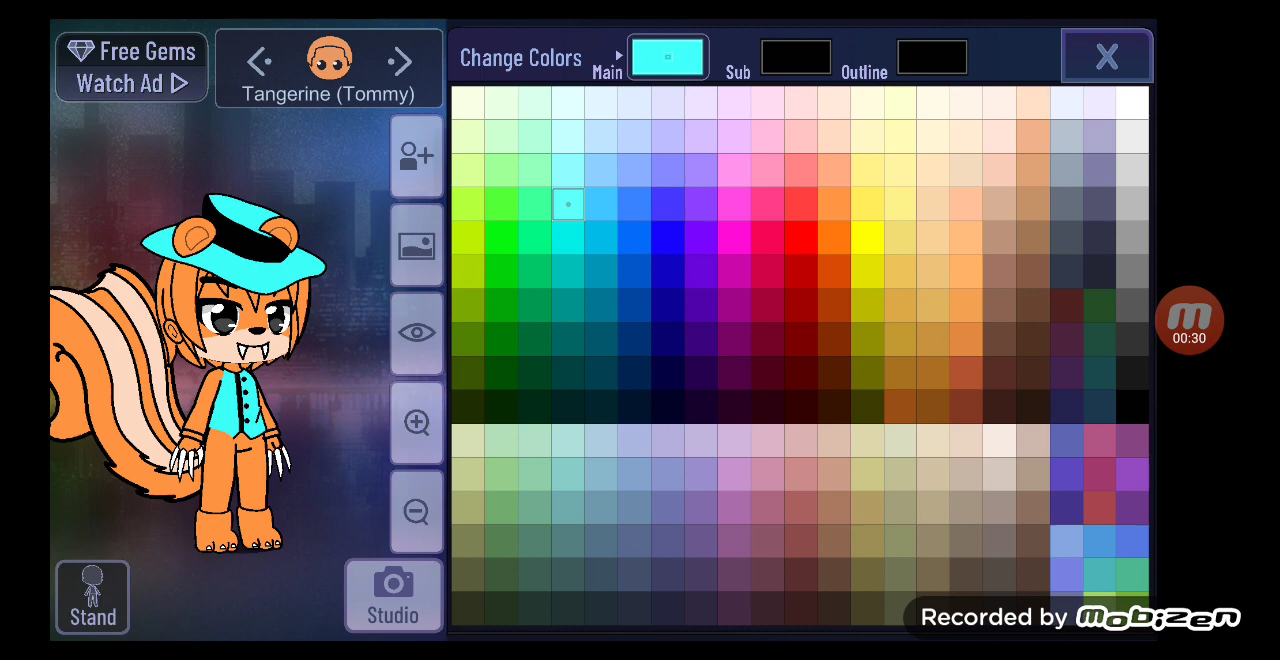 Free Gems
Watch Ad
Tangerine (Tommy)
Change Colors
Main
Sub
Outline
X
00:30
Stand
Studio
Recorded by mobizen